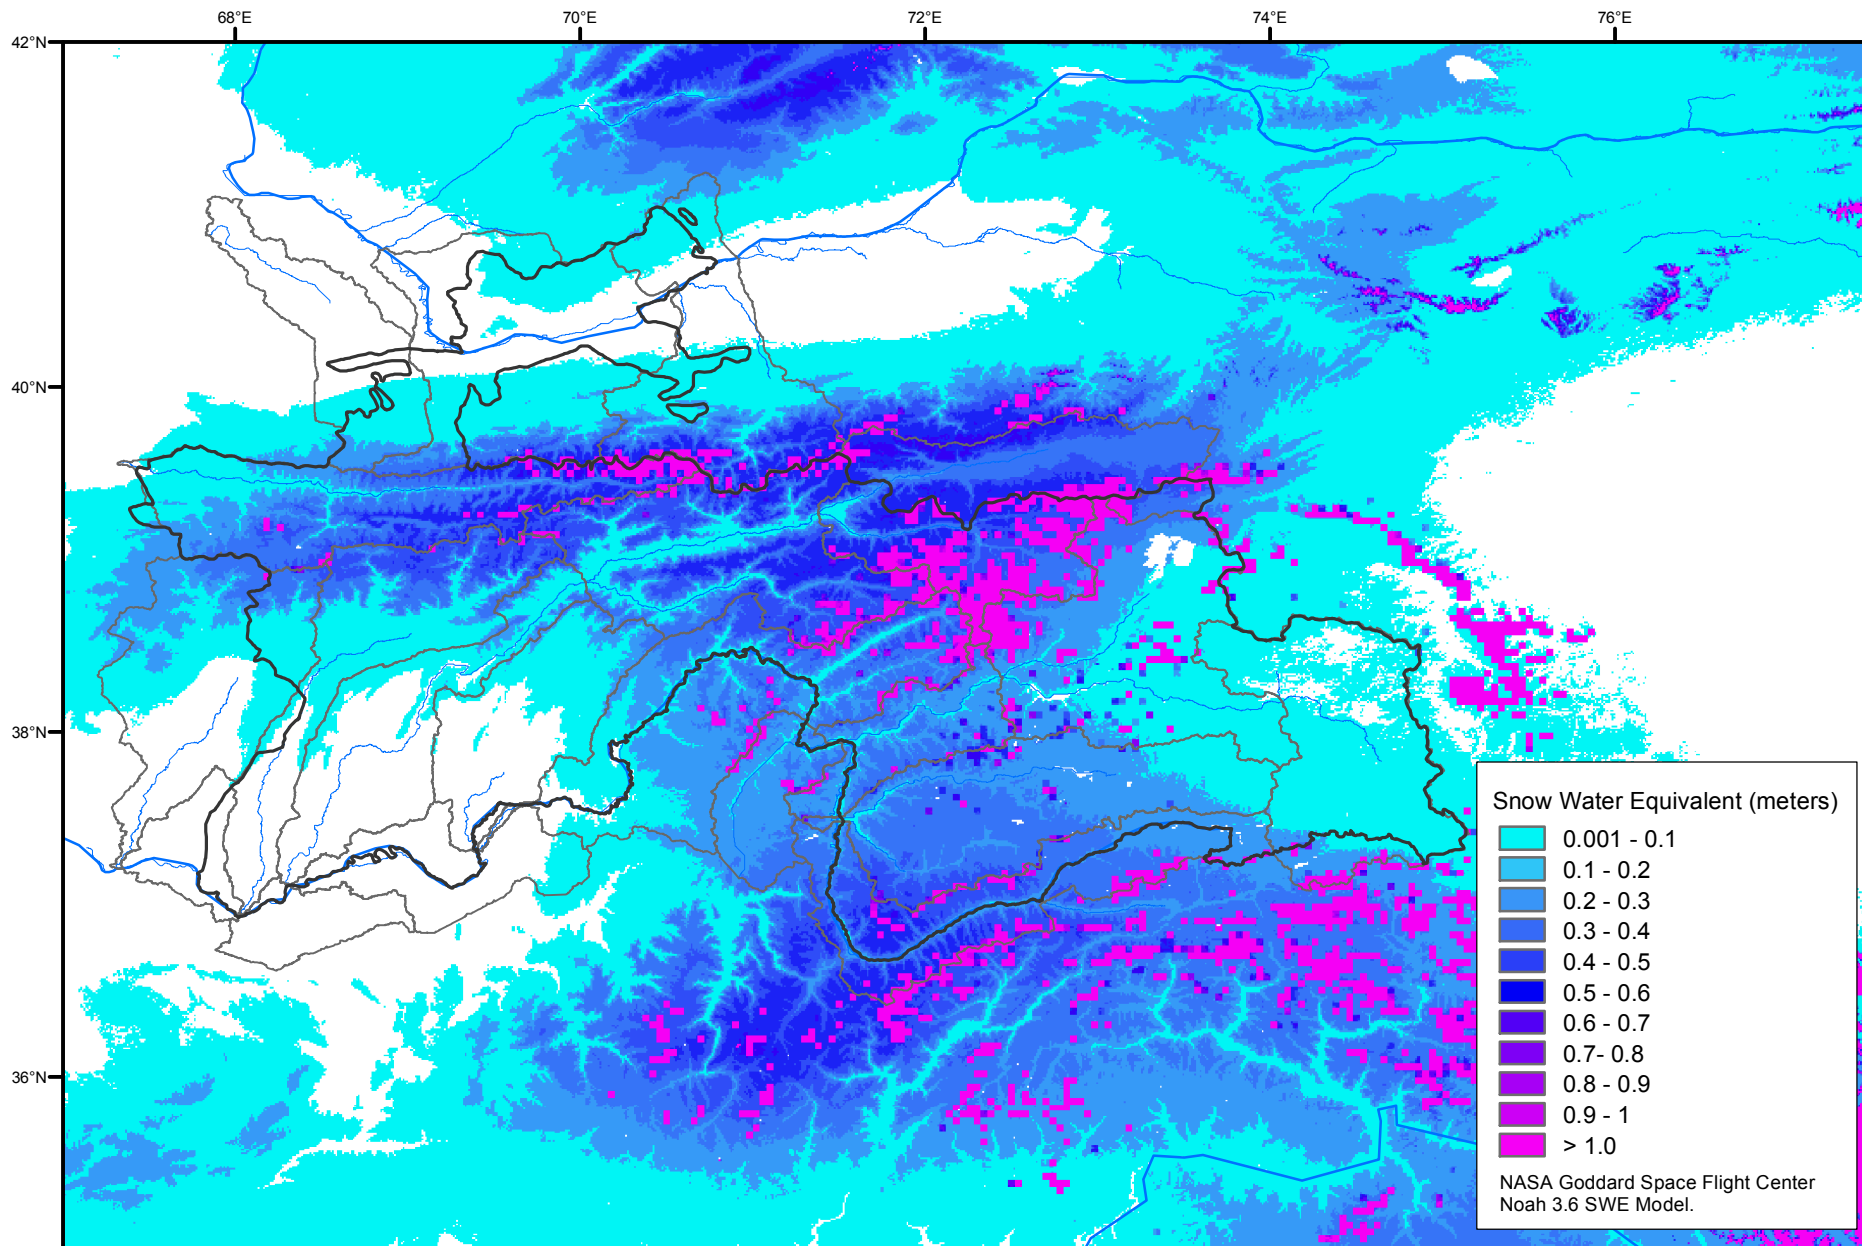 68°E 70°E 72°E 74°E 76°E
42°N
40°N
38°N
36°N
Snow Water Equivalent (meters)
0.001 - 0.1
0.1 - 0.2
0.2 - 0.3
0.3 - 0.4
0.4 - 0.5
0.5 - 0.6
0.6 - 0.7
0.7- 0.8
0.8 - 0.9
0.9 - 1
> 1.0
NASA Goddard Space Flight Center
Noah 3.6 SWE Model.